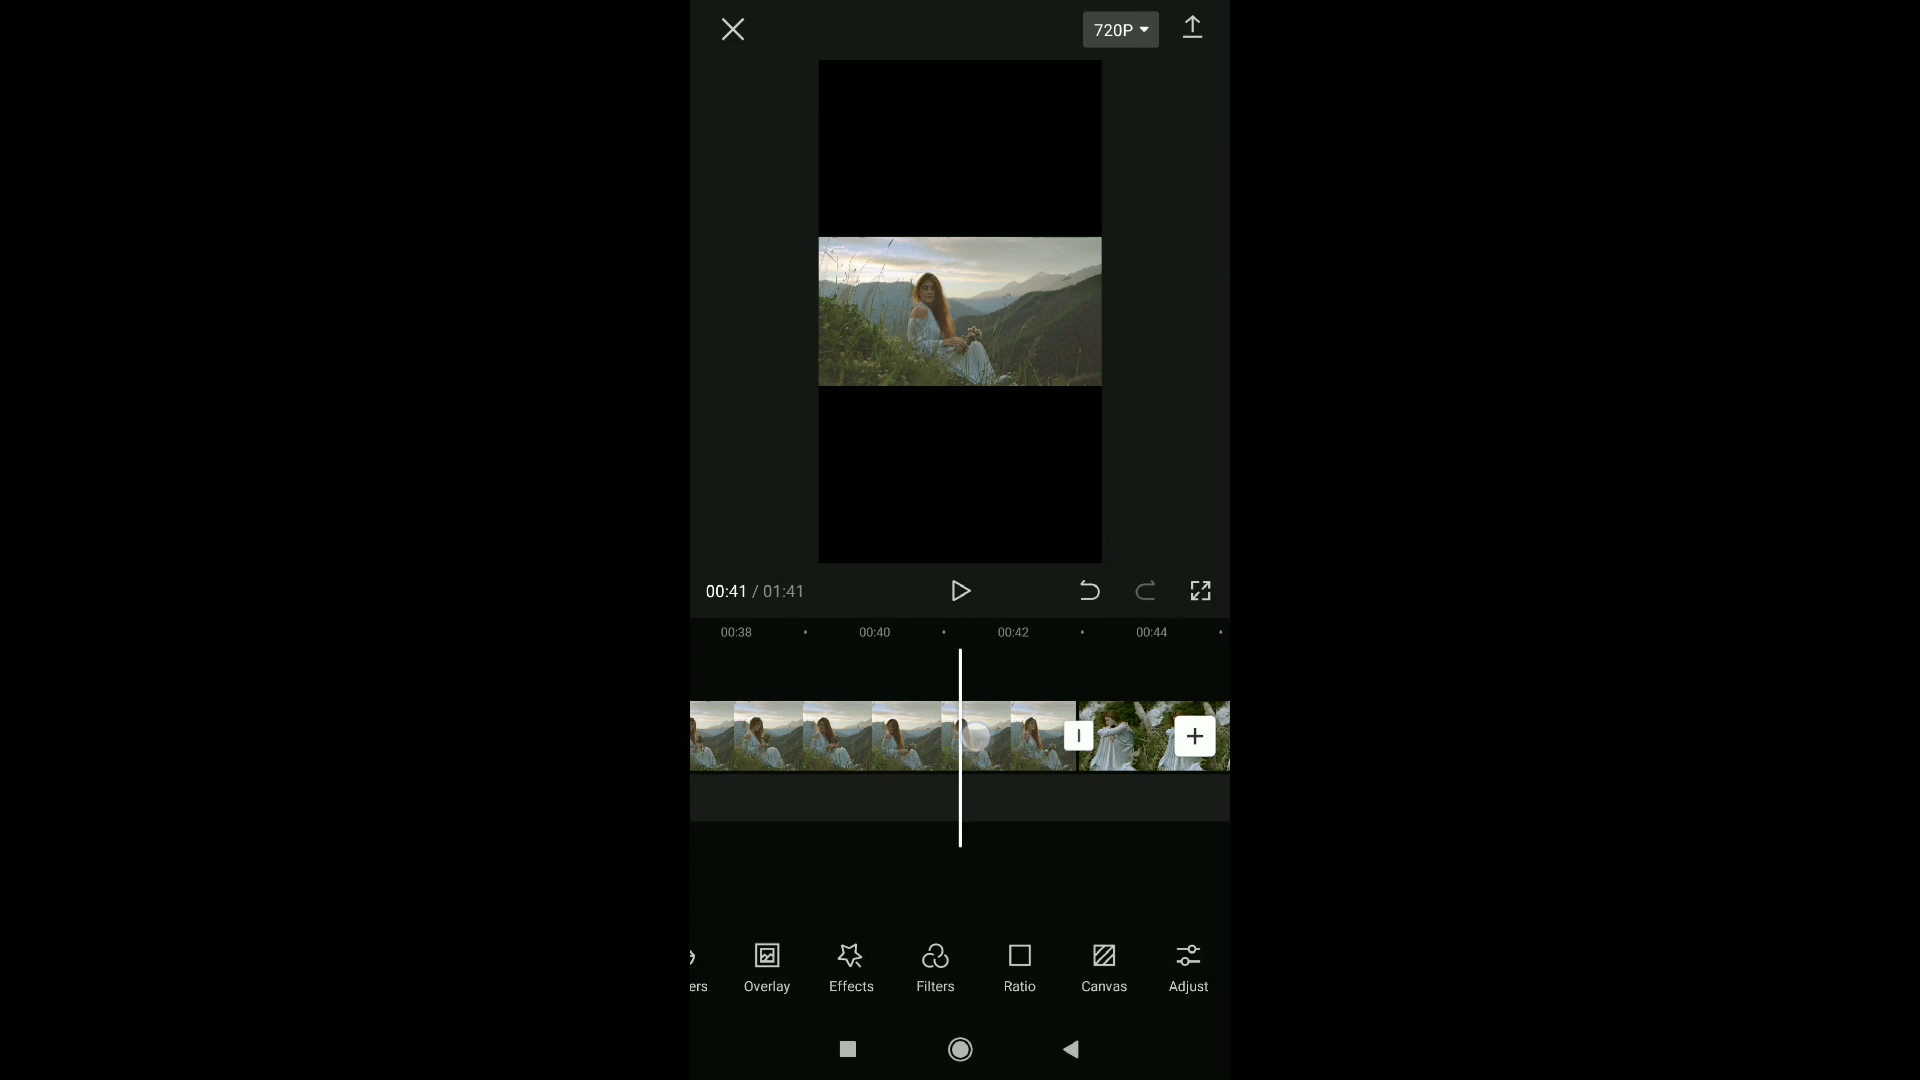 720P
00:41 / 01:41
00:38 00:40 00:42 00:44
ers Overlay Effects Filters Ratio Canvas Adjust